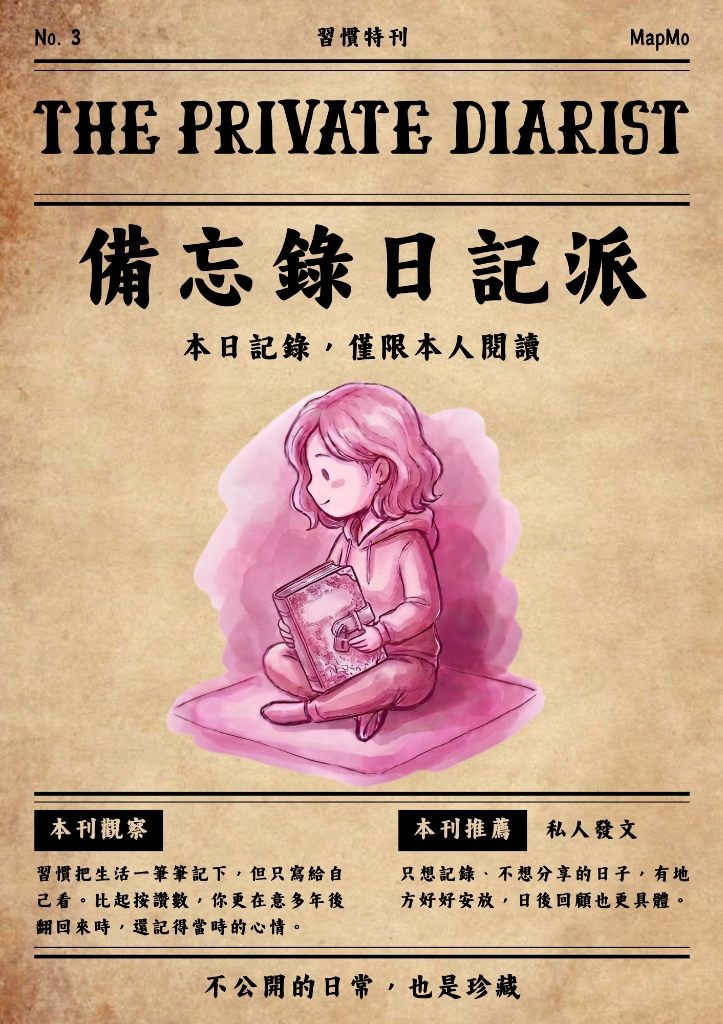 No. 3
習慣特刊
MapMo
THE PRIVATE DIARIST
備忘錄日記派
本日記錄，僅限本人閱讀
本刊觀察
習慣把生活一筆筆記下，但只寫給自
己看。比起按讚數，你更在意多年後
翻回來時，還記得當時的心情。
本刊推薦
私人發文
只想記錄、不想分享的日子，有地
方好好安放，日後回顧也更具體。
不公開的日常，也是珍藏